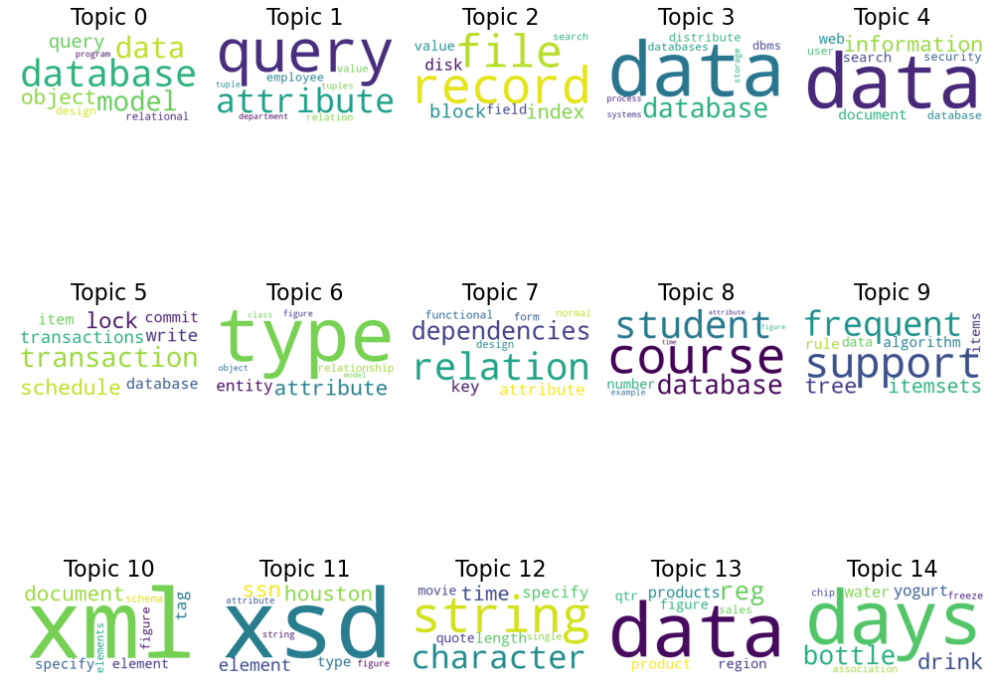 Topic 0
query
program
data
database
object
model
design
relational
Topic 1
query
value
employee
tuple
tuples
attribute
department
relation
Topic 2
search
value
file
disk
record
block
field
index
Topic 3
distribute
databases
dbms
data
storage
process
database
systems
Topic 4
web
information
user
search
security
data
document
database
Topic 5
item
lock
commit
transactions
write
transaction
schedule
database
Topic 6
class
figure
type
object
relationship
model
entity
attribute
Topic 7
functional
form
normal
dependencies
design
relation
key
attribute
Topic 8
attribute
student
figure
time
course
number
database
example
Topic 9
frequent
items
rule
data
algorithm
support
tree
itemsets
Topic 10
document
schema
tag
xml
figure
elements
specify
element
Topic 11
ssn
houston
attribute
xsd
string
element
type
figure
Topic 12
movie
time
specify
string
quote
length
single
character
Topic 13
qtr
products
reg
figure
sales
data
product
region
Topic 14
chip
water
yogurt
freeze
days
bottle
drink
association